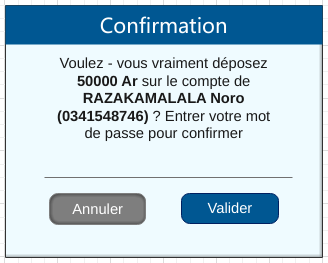 Confirmation
Voulez - vous vraiment déposez
50000 Ar sur le compte de
RAZAKAMALALA Noro
(0341548746) ? Entrer votre mot
de passe pour confirmer
Annuler
Valider